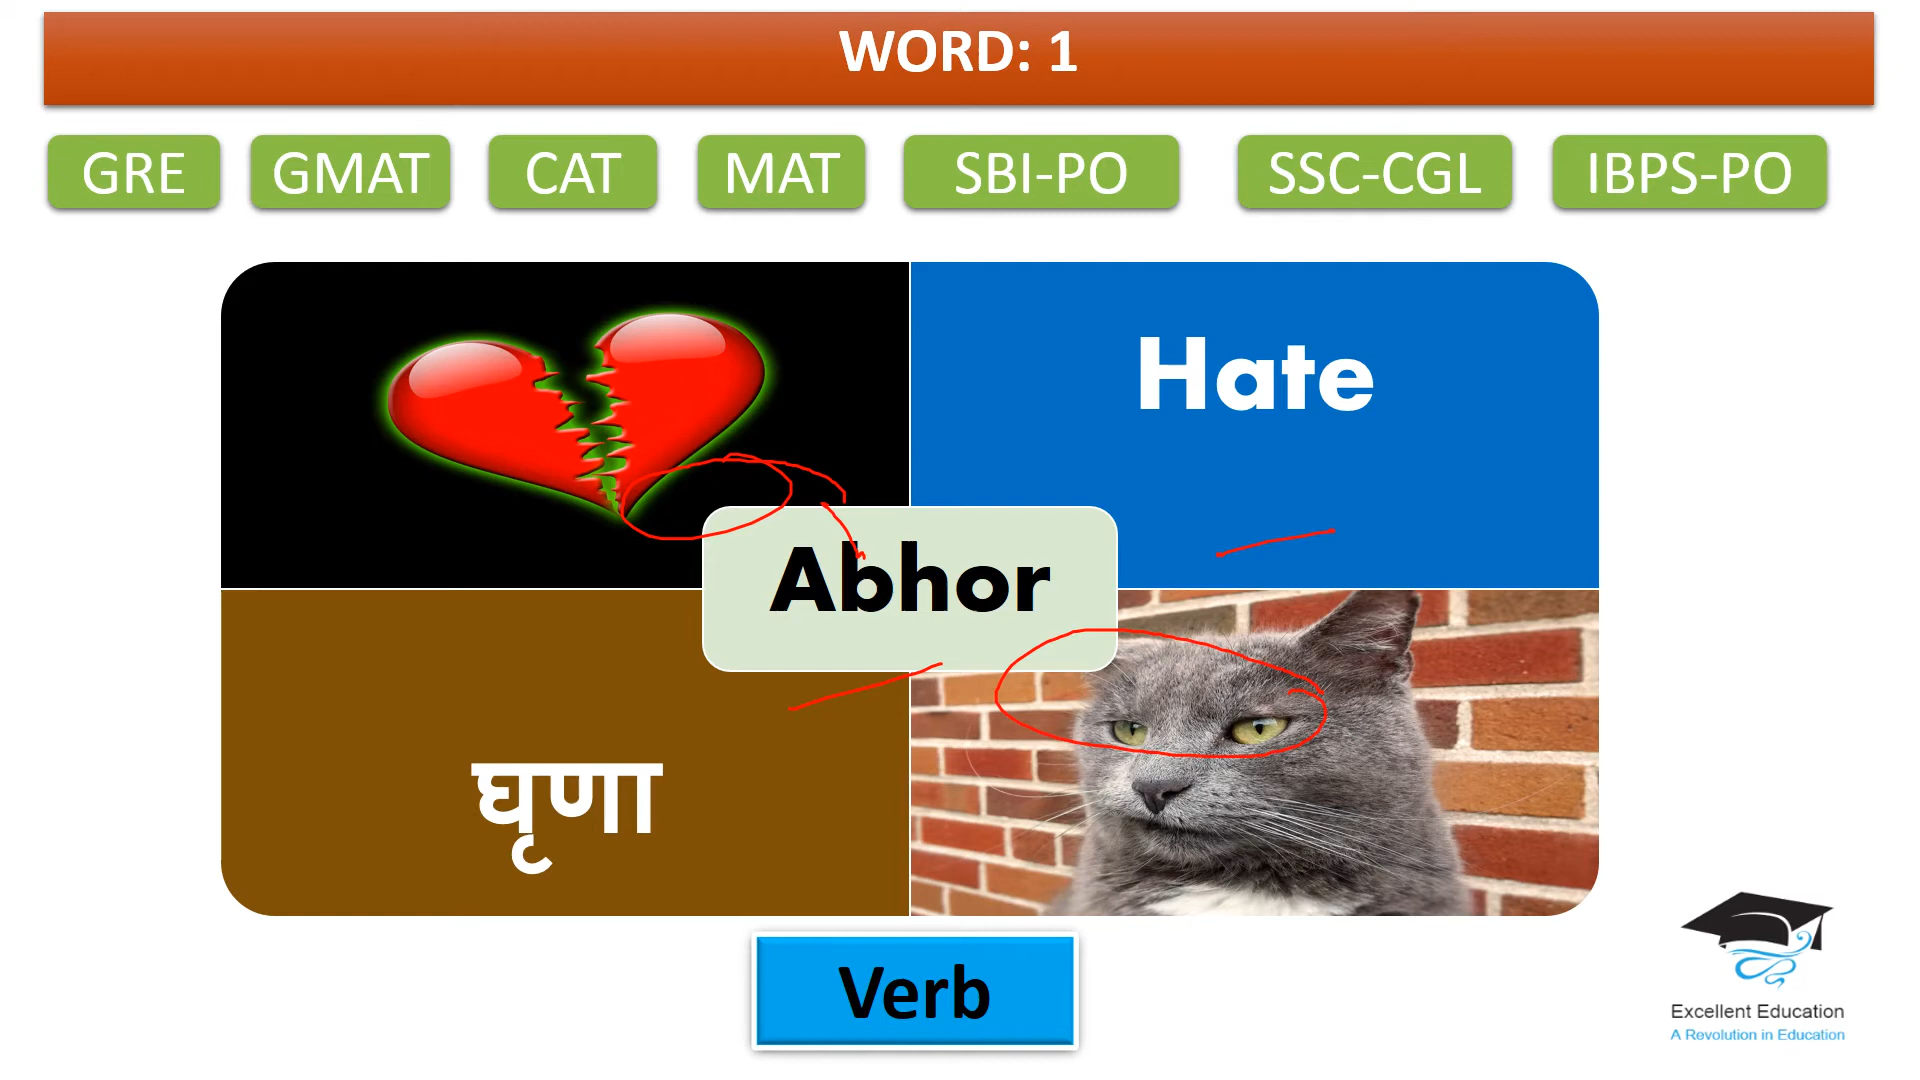 WORD: 1
GRE GMAT CAT MAT SBI-PO SSC-CGL IBPS-PO
Hate
Abhor
घृणा
Verb
Excellent Education
A Revolution in Education